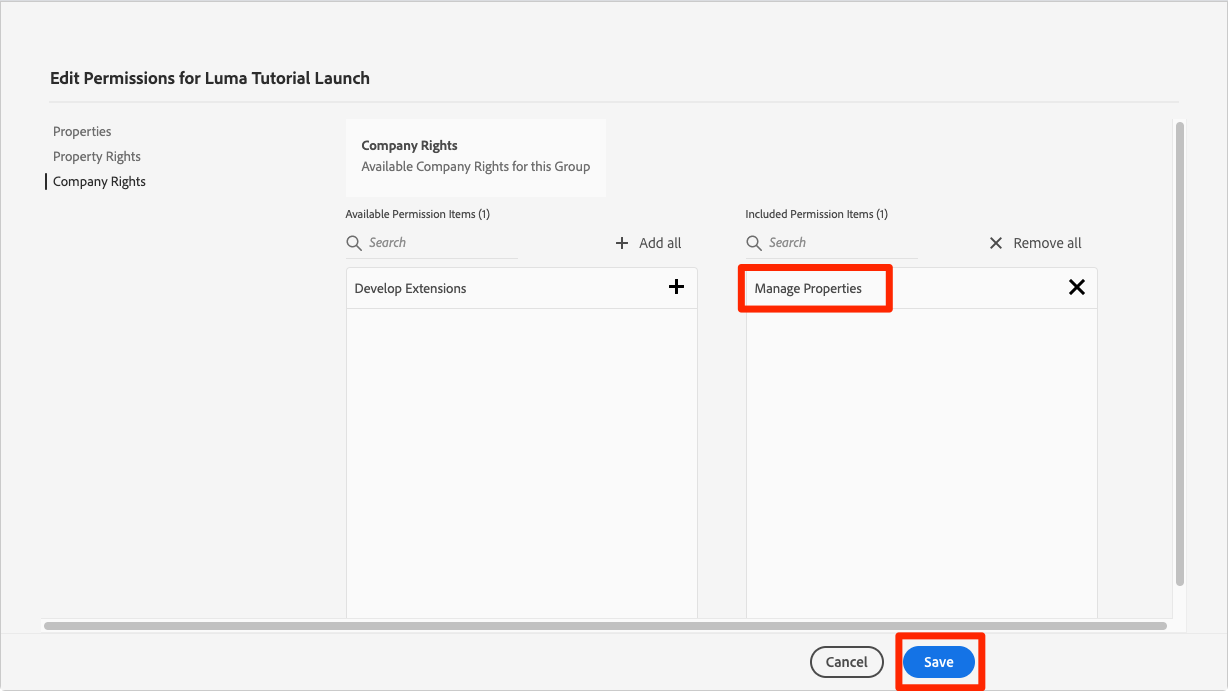 Edit Permissions for Luma Tutorial Launch
Properties
Property Rights
Company Rights
Company Rights
Available Company Rights for this Group
Available Permission Items (1)
Search
Add all
Develop Extensions
Included Permission Items (1)
Search
Remove all
Manage Properties
Cancel
Save